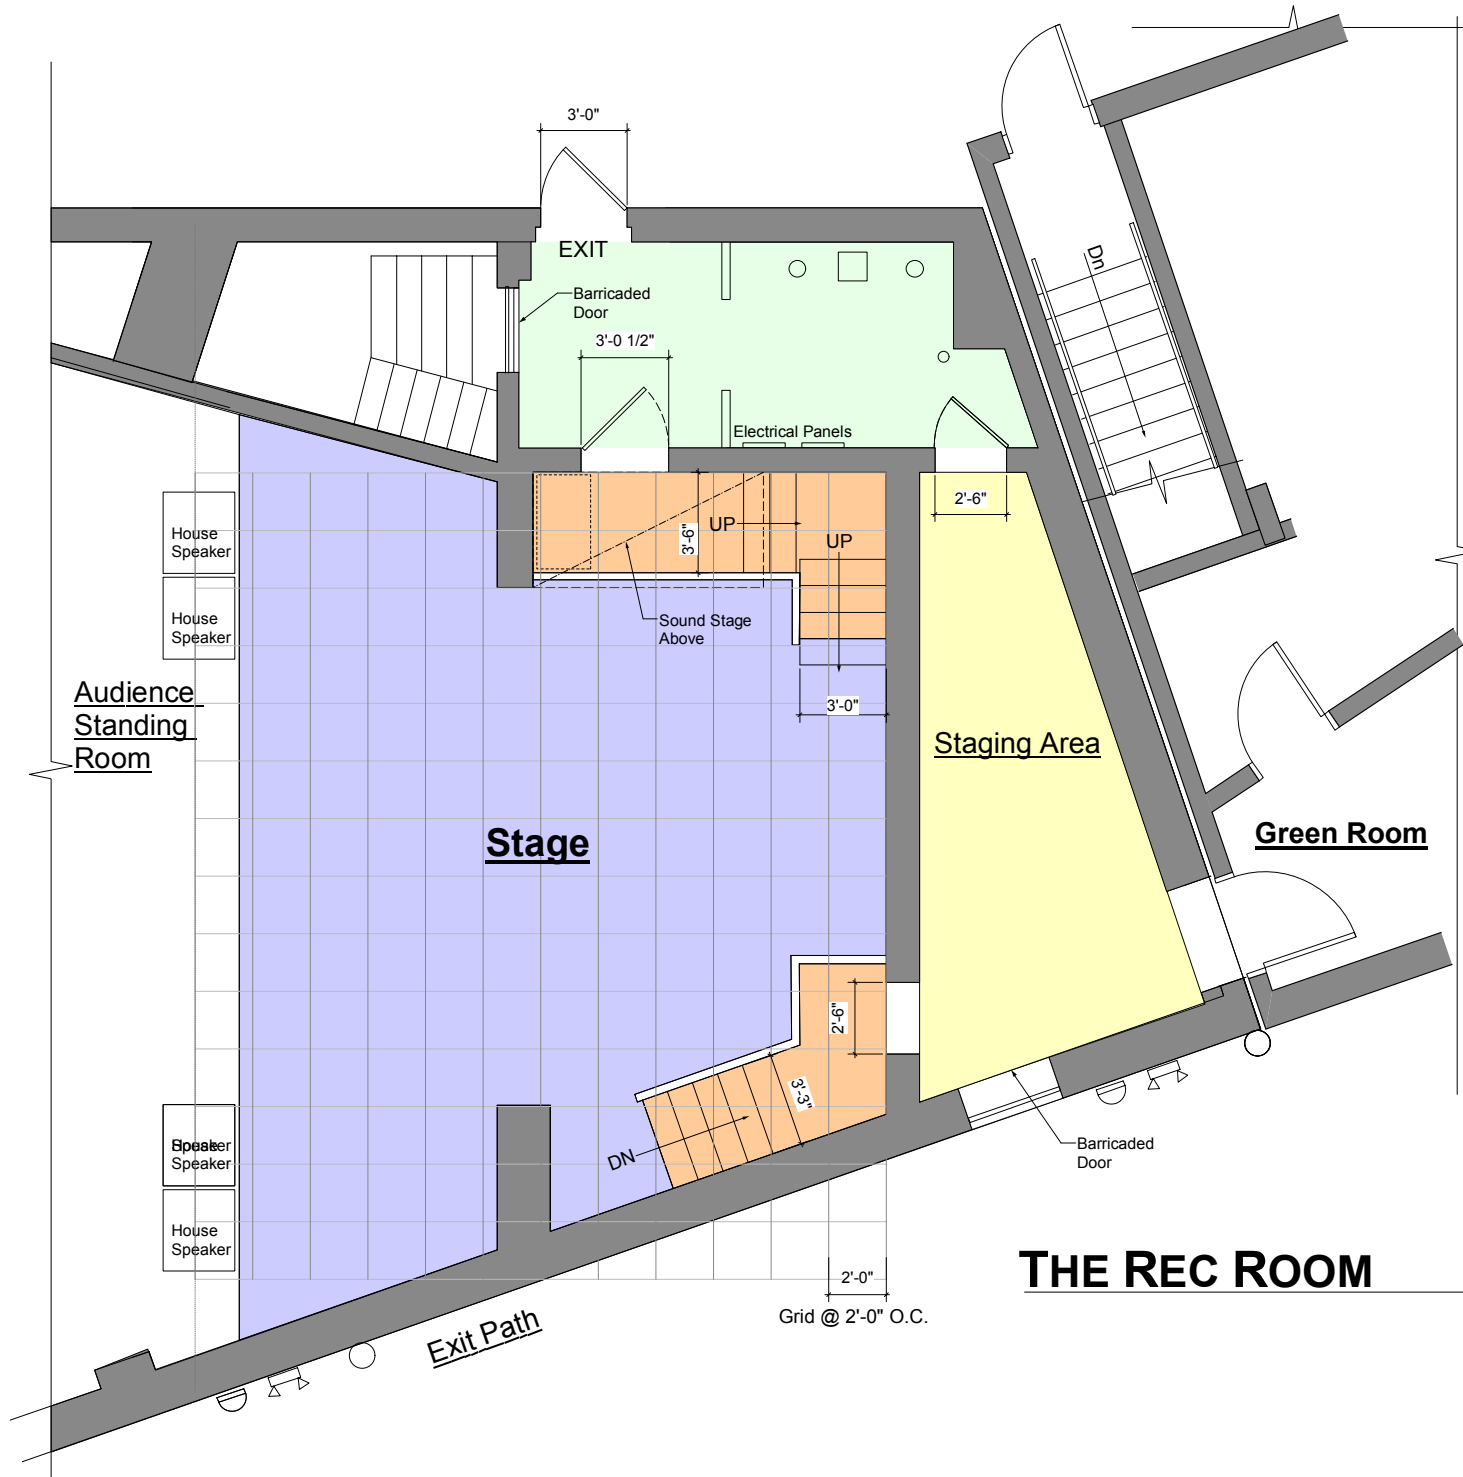 3'-0"
EXIT
Barricaded
Door
3'-0 1/2"
Dn
Electrical Panels
House
Speaker
3'-6"
UP
UP
2'-6"
House
Speaker
Sound Stage
Above
Audience
Standing
Room
3'-0"
Staging Area
Stage
Green Room
2'-6"
3'-3"
DN
House
Speaker
Speaker
Barricaded
Door
House
Speaker
2'-0"
Grid @ 2'-0" O.C.
THE REC ROOM
Exit Path